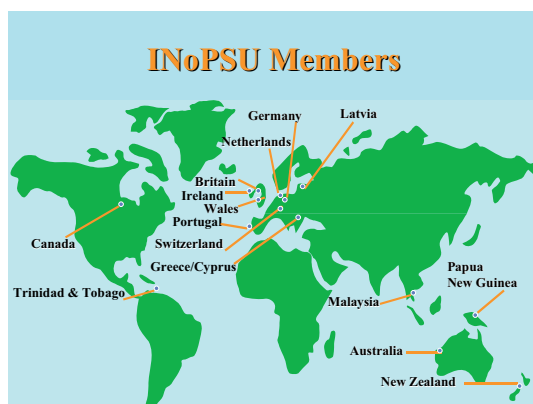 INoPSU Members
Germany
Latvia
Netherlands
Britain
Ireland
Wales
Portugal
Canada
Switzerland
Greece/Cyprus
Papua
New Guinea
Trinidad & Tobago
Malaysia
Australia
New Zealand